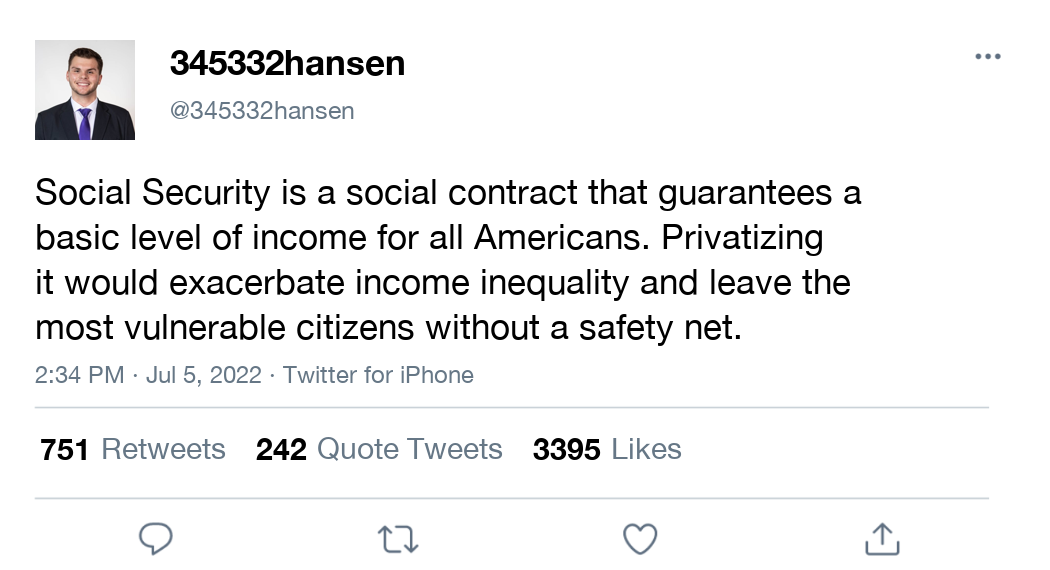 345332hansen
@345332hansen
Social Security is a social contract that guarantees a
basic level of income for all Americans. Privatizing
it would exacerbate income inequality and leave the
most vulnerable citizens without a safety net.
2:34 PM · Jul 5, 2022 · Twitter for iPhone
751 Retweets 242 Quote Tweets 3395 Likes